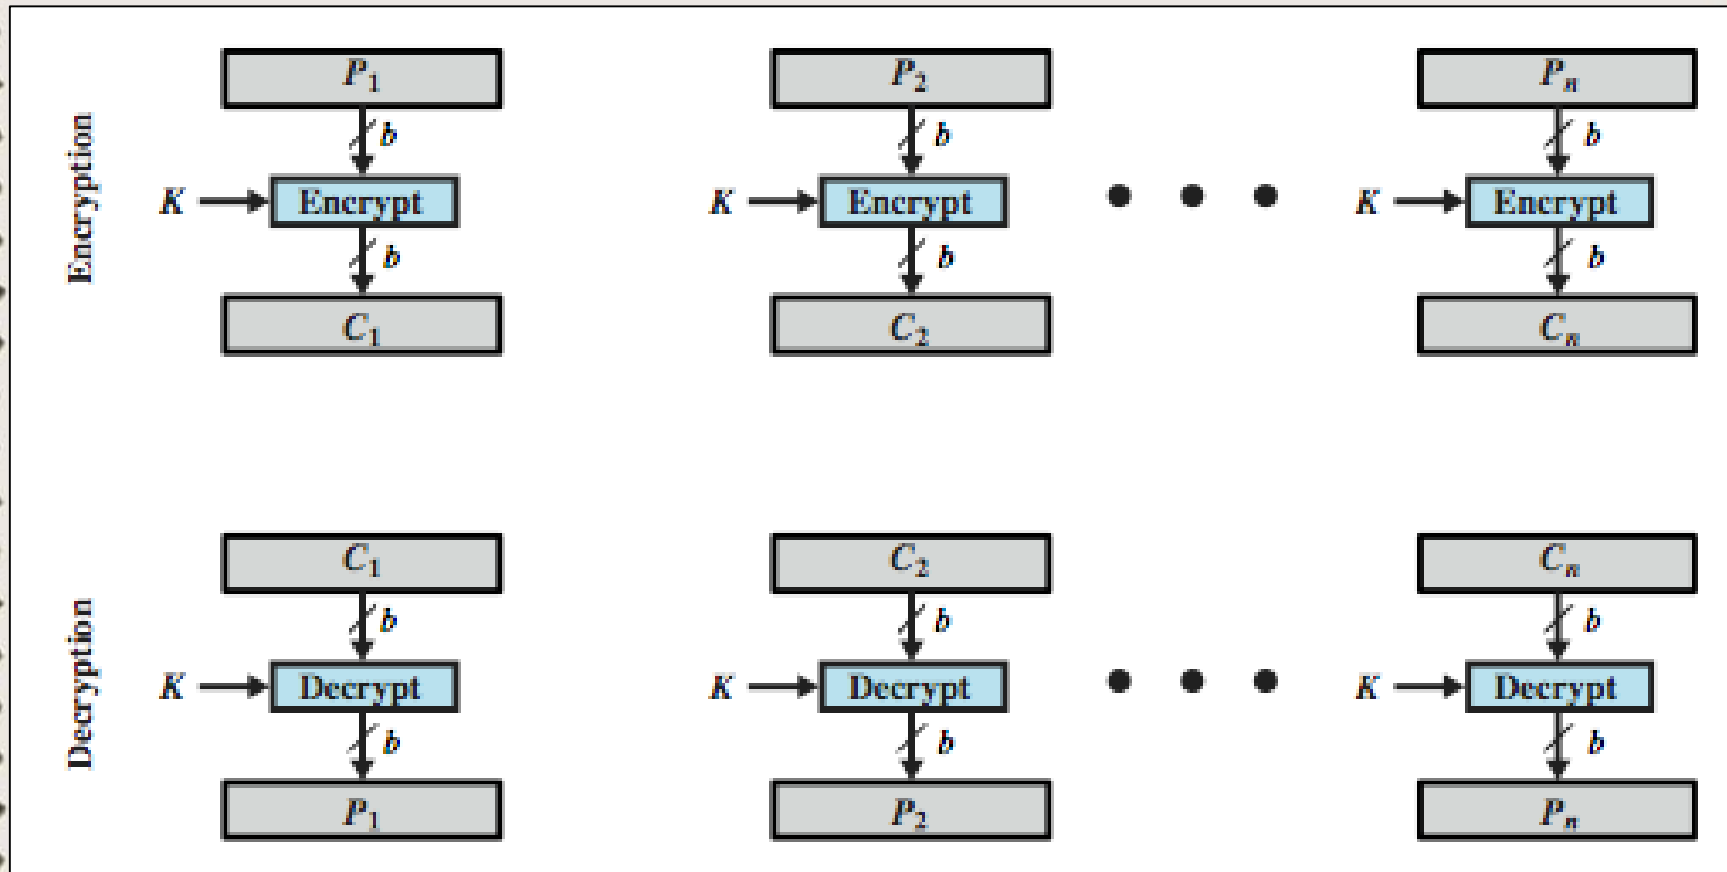 P₁ P₂ Pₙ
b b b
Encryption
K Encrypt K Encrypt • • • K Encrypt
b b b
C₁ C₂ Cₙ
C₁ C₂ Cₙ
b b b
Decryption
K Decrypt K Decrypt • • • K Decrypt
b b b
P₁ P₂ Pₙ